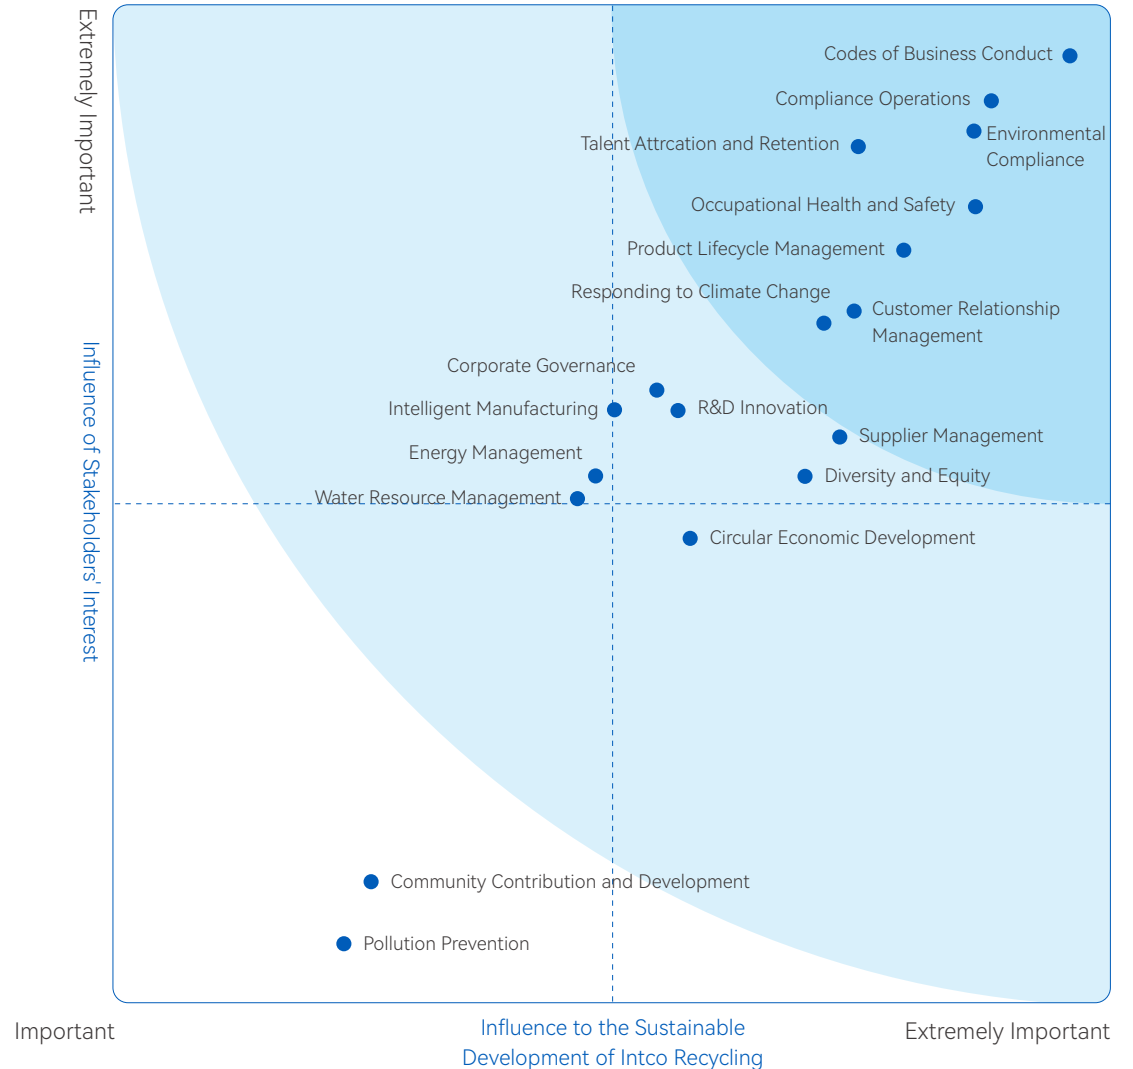 Extremely Important
Influence of Stakeholders' Interest
Codes of Business Conduct
Compliance Operations
Environmental
Compliance
Talent Attrcation and Retention
Occupational Health and Safety
Product Lifecycle Management
Responding to Climate Change
Customer Relationship
Management
Corporate Governance
Intelligent Manufacturing
R&D Innovation
Supplier Management
Energy Management
Diversity and Equity
Water Resource Management
Circular Economic Development
Community Contribution and Development
Pollution Prevention
Important
Influence to the Sustainable
Development of Intco Recycling
Extremely Important